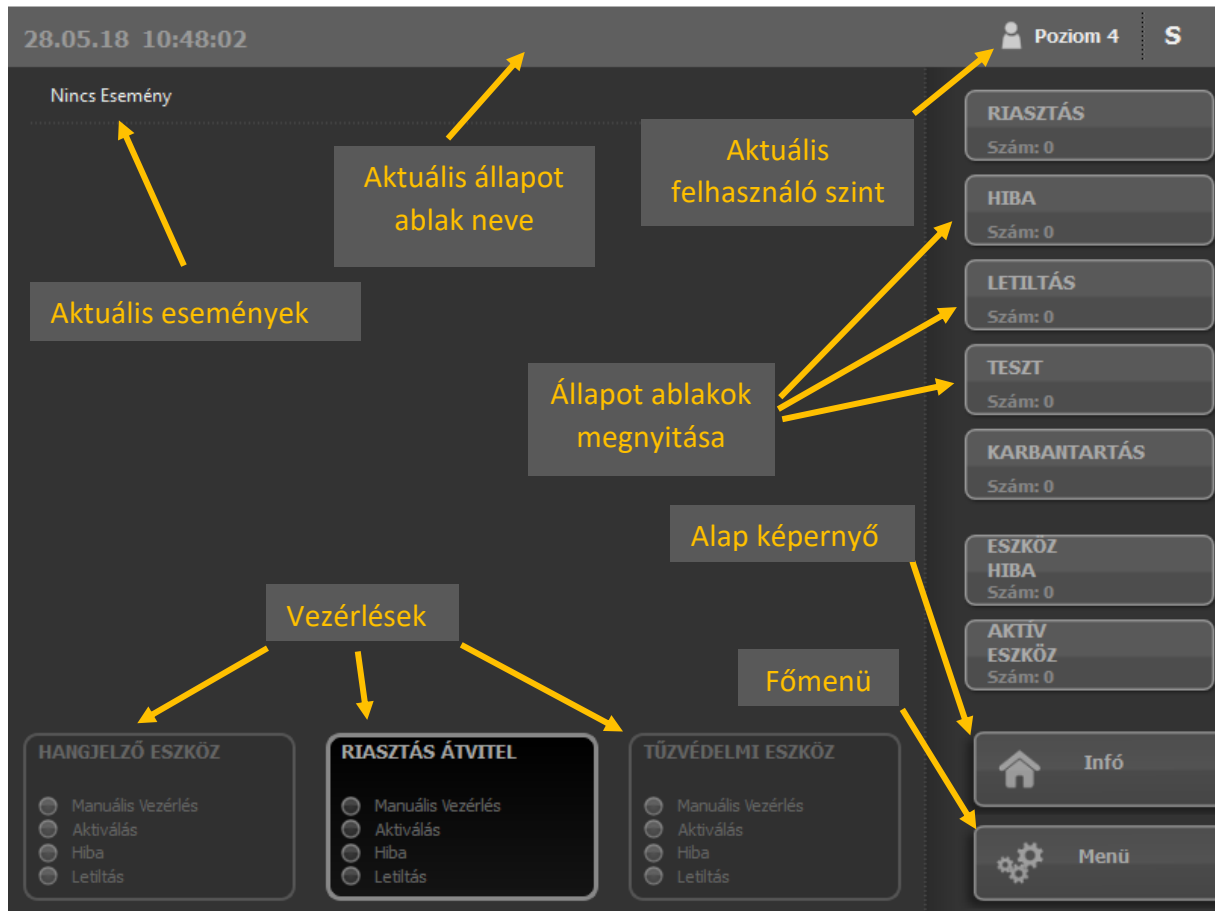 28.05.18 10:48:02
Poziom 4
S
Nincs Esemény
Aktuális állapot
ablak neve
Aktuális
felhasználó szint
Aktuális események
Állapot ablakok
megnyitása
Alap képernyő
Vezérlések
Főmenü
RIASZTÁS
Szám: 0
HIBA
Szám: 0
LETILTÁS
Szám: 0
TESZT
Szám: 0
KARBANTARTÁS
Szám: 0
ESZKÖZ
HIBA
Szám: 0
AKTÍV
ESZKÖZ
Szám: 0
Infó
Menü
HANGJELZŐ ESZKÖZ
Manuális Vezérlés
Aktiválás
Hiba
Letiltás
RIASZTÁS ÁTVITEL
Manuális Vezérlés
Aktiválás
Hiba
Letiltás
TŰZVÉDELMI ESZKÖZ
Manuális Vezérlés
Aktiválás
Hiba
Letiltás